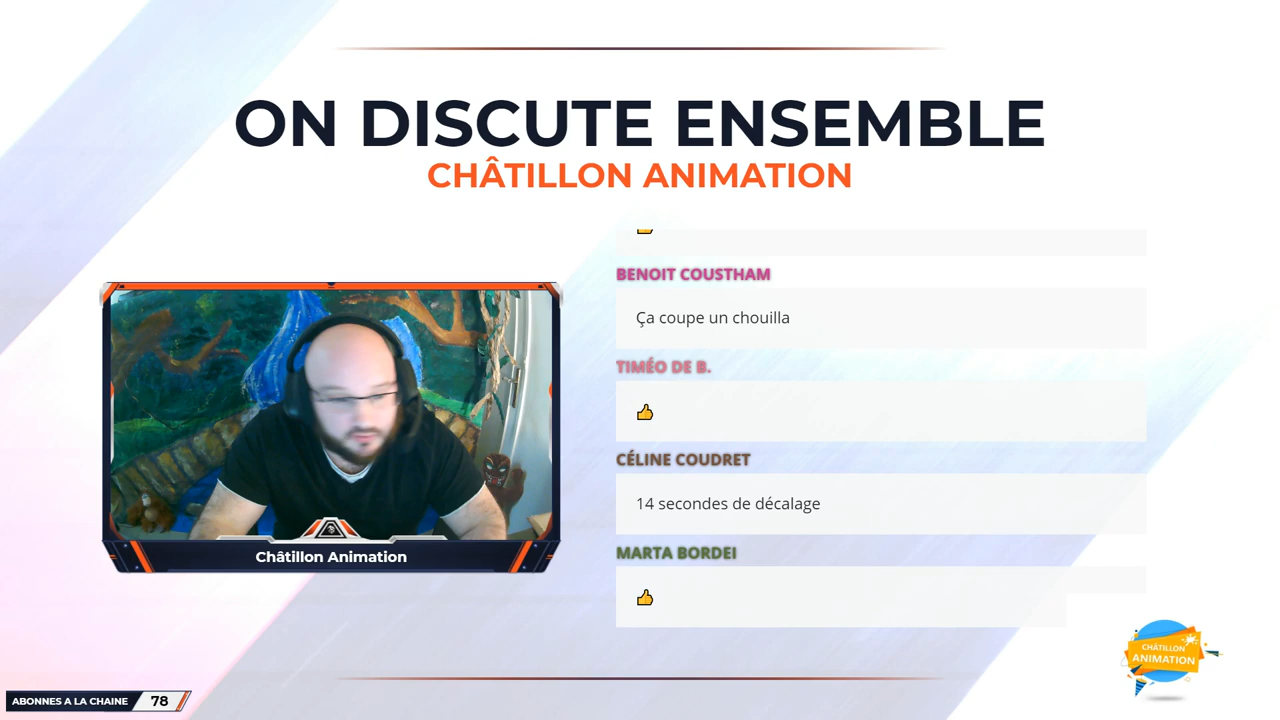 ON DISCUTE ENSEMBLE
CHÂTILLON ANIMATION
BENOIT COUSTHAM
Ça coupe un chouilla
TIMÉO DE B.
👍
CÉLINE COUDRET
14 secondes de décalage
MARTA BORDEI
👍
Châtillon Animation
CHÂTILLON
ANIMATION
ABONNES A LA CHAINE 78